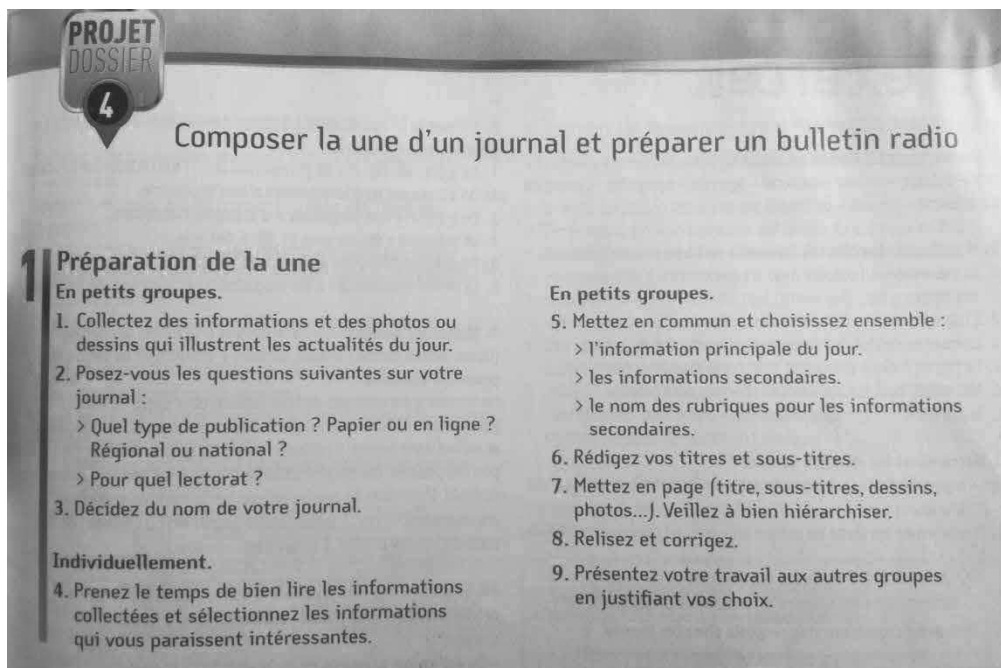 PROJET
DOSSIER
4
Composer la une d'un journal et préparer un bulletin radio
1 Préparation de la une
En petits groupes.
1. Collectez des informations et des photos ou
dessins qui illustrent les actualités du jour.
2. Posez-vous les questions suivantes sur votre
journal :
> Quel type de publication ? Papier ou en ligne ?
Régional ou national ?
> Pour quel lectorat ?
3. Décidez du nom de votre journal.
Individuellement.
4. Prenez le temps de bien lire les informations
collectées et sélectionnez les informations
qui vous paraissent intéressantes.
En petits groupes.
5. Mettez en commun et choisissez ensemble :
> l'information principale du jour.
> les informations secondaires.
> le nom des rubriques pour les informations
secondaires.
6. Rédigez vos titres et sous-titres.
7. Mettez en page (titre, sous-titres, dessins,
photos...). Veillez à bien hiérarchiser.
8. Relisez et corrigez.
9. Présentez votre travail aux autres groupes
en justifiant vos choix.